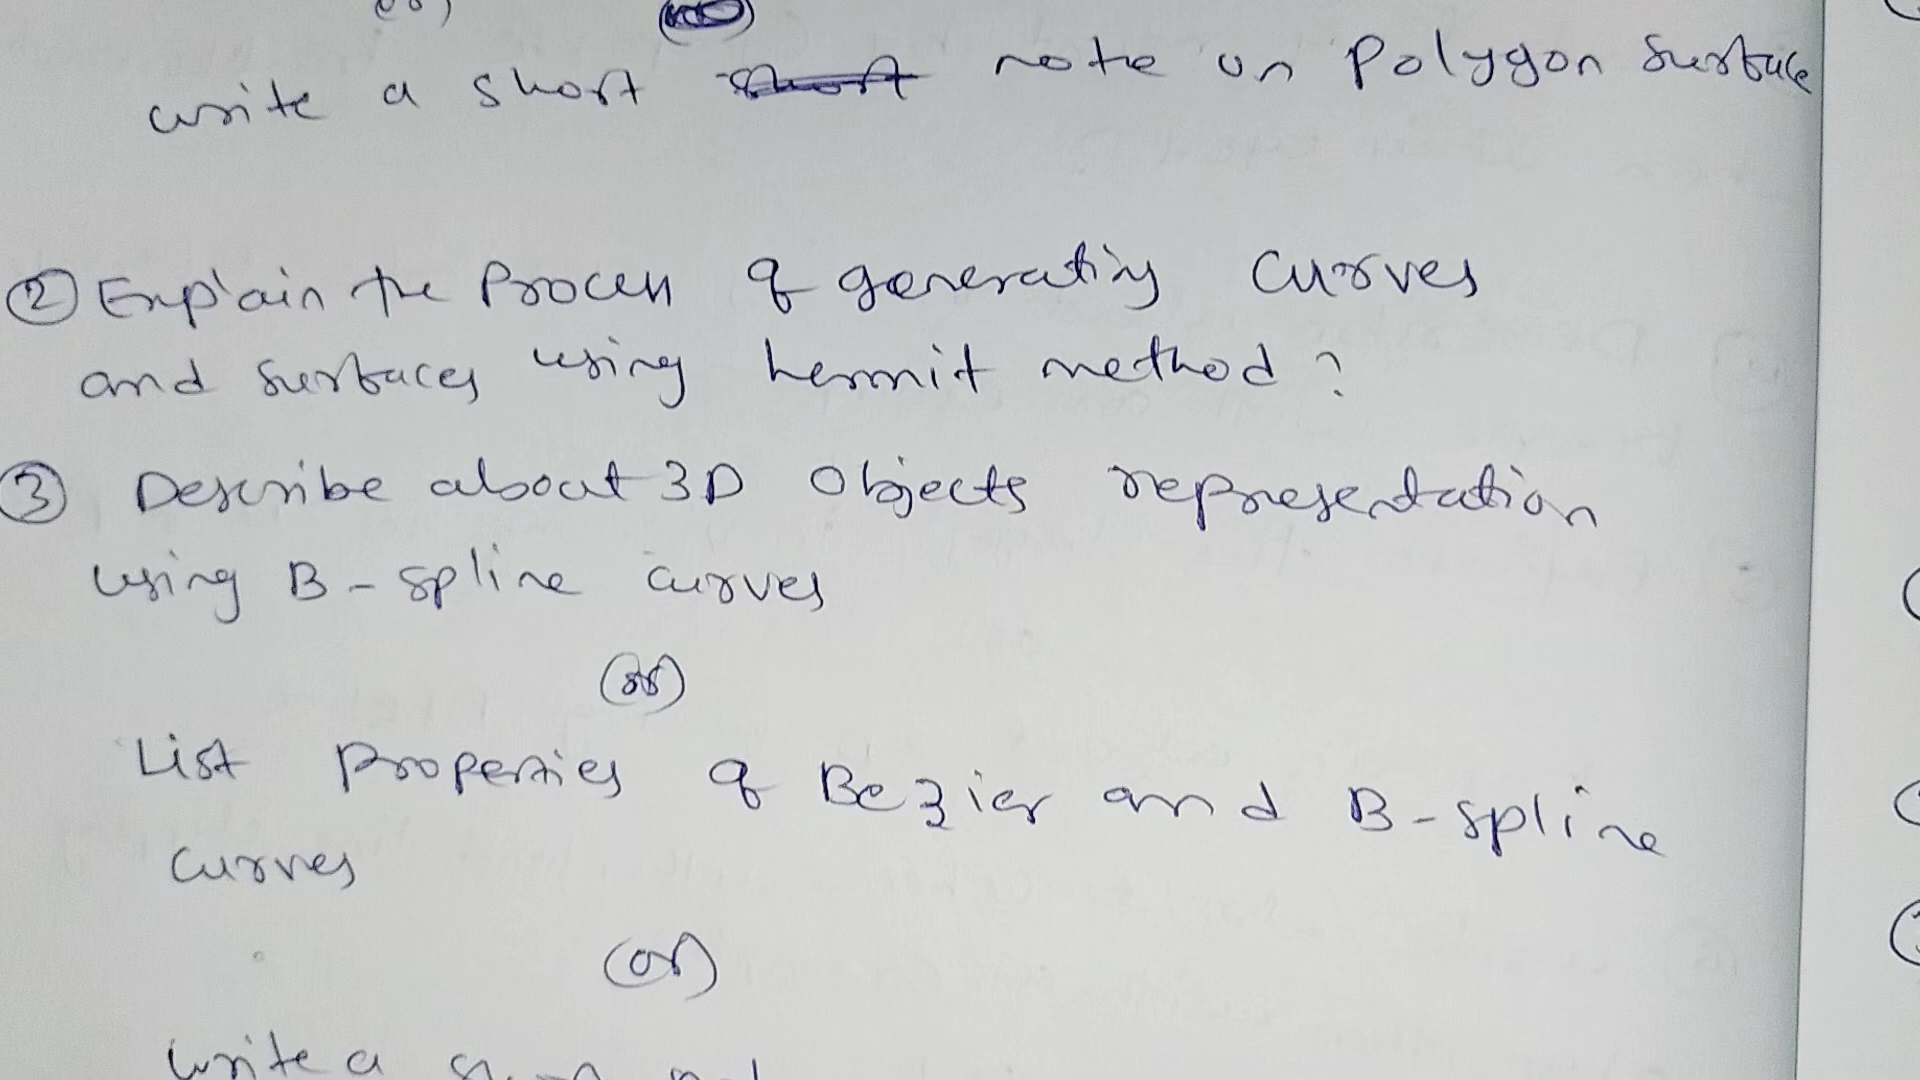 (or)
write a short note on Polygon Surface
② Explain the Process of generating curves
and surfaces using hermit method?
③ Describe about 3D Objects representation
using B-spline curves
(or)
List Properties of Bezier and B-spline
curves
(or)
write a